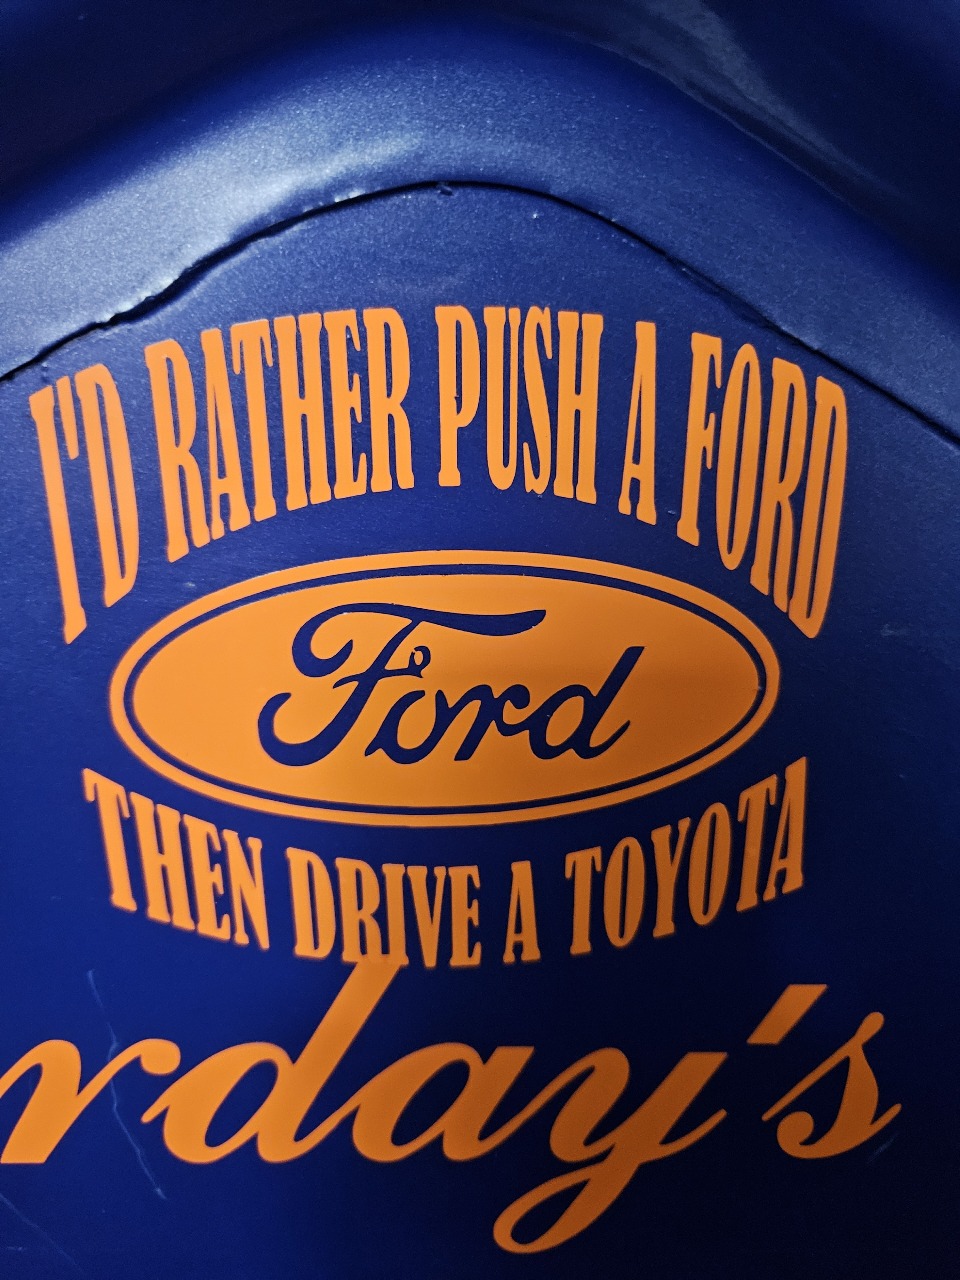 I'D RATHER PUSH A FORD
Ford
THEN DRIVE A TOYOTA
rday's